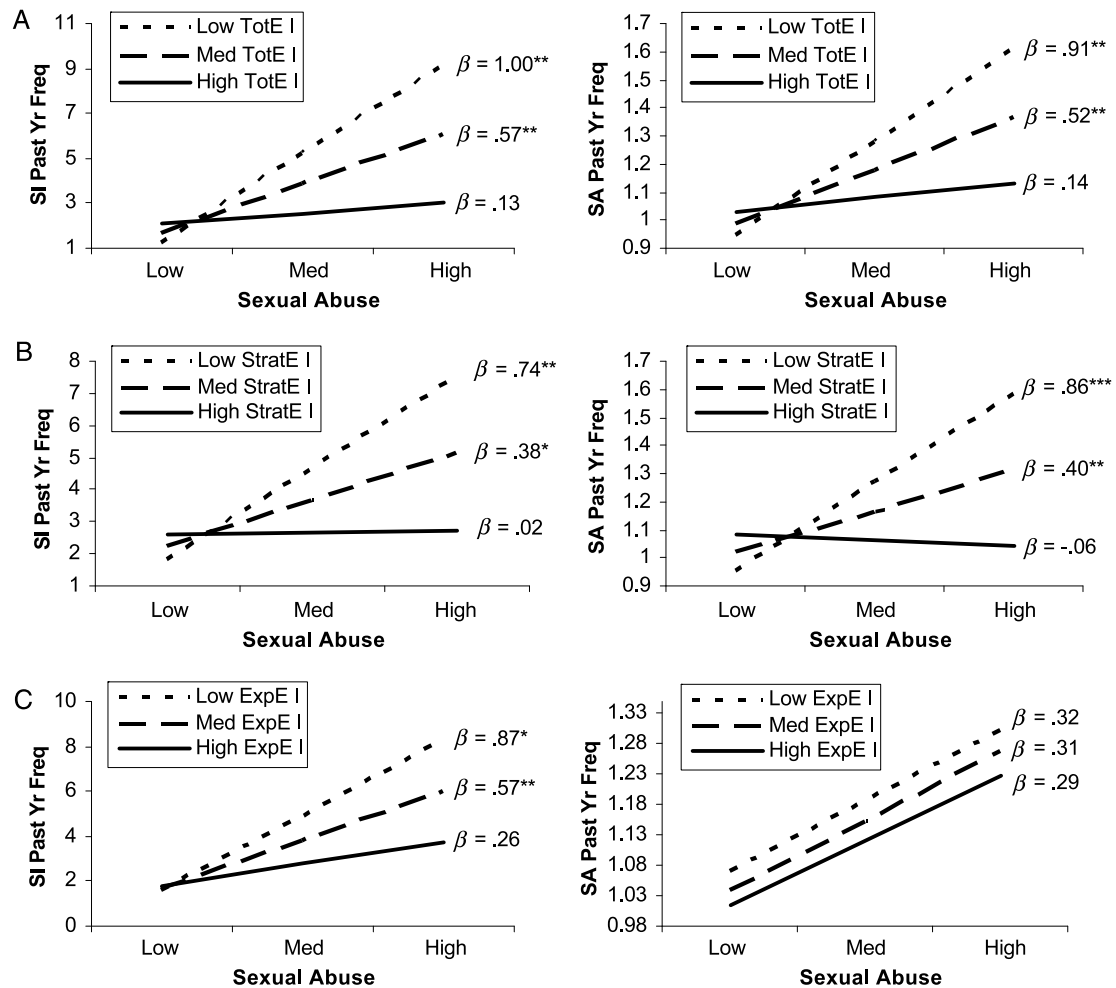 A
Low TotE I
Med TotE I
High TotE I
SI Past Yr Freq
11
9
7
5
3
1
β = 1.00**
β = .57**
β = .13
Low Med High
Sexual Abuse
Low TotE I
Med TotE I
High TotE I
SA Past Yr Freq
1.7
1.6
1.5
1.4
1.3
1.2
1.1
1
0.9
β = .91**
β = .52**
β = .14
Low Med High
Sexual Abuse
B
Low StratE I
Med StratE I
High StratE I
SI Past Yr Freq
8
7
6
5
4
3
2
1
β = .74**
β = .38*
β = .02
Low Med High
Sexual Abuse
Low StratE I
Med StratE I
High StratE I
SA Past Yr Freq
1.7
1.6
1.5
1.4
1.3
1.2
1.1
1
0.9
β = .86***
β = .40**
β = -.06
Low Med High
Sexual Abuse
C
Low ExpE I
Med ExpE I
High ExpE I
SI Past Yr Freq
10
8
6
4
2
0
β = .87*
β = .57**
β = .26
Low Med High
Sexual Abuse
Low ExpE I
Med ExpE I
High ExpE I
SA Past Yr Freq
1.33
1.28
1.23
1.18
1.13
1.08
1.03
0.98
β = .32
β = .31
β = .29
Low Med High
Sexual Abuse